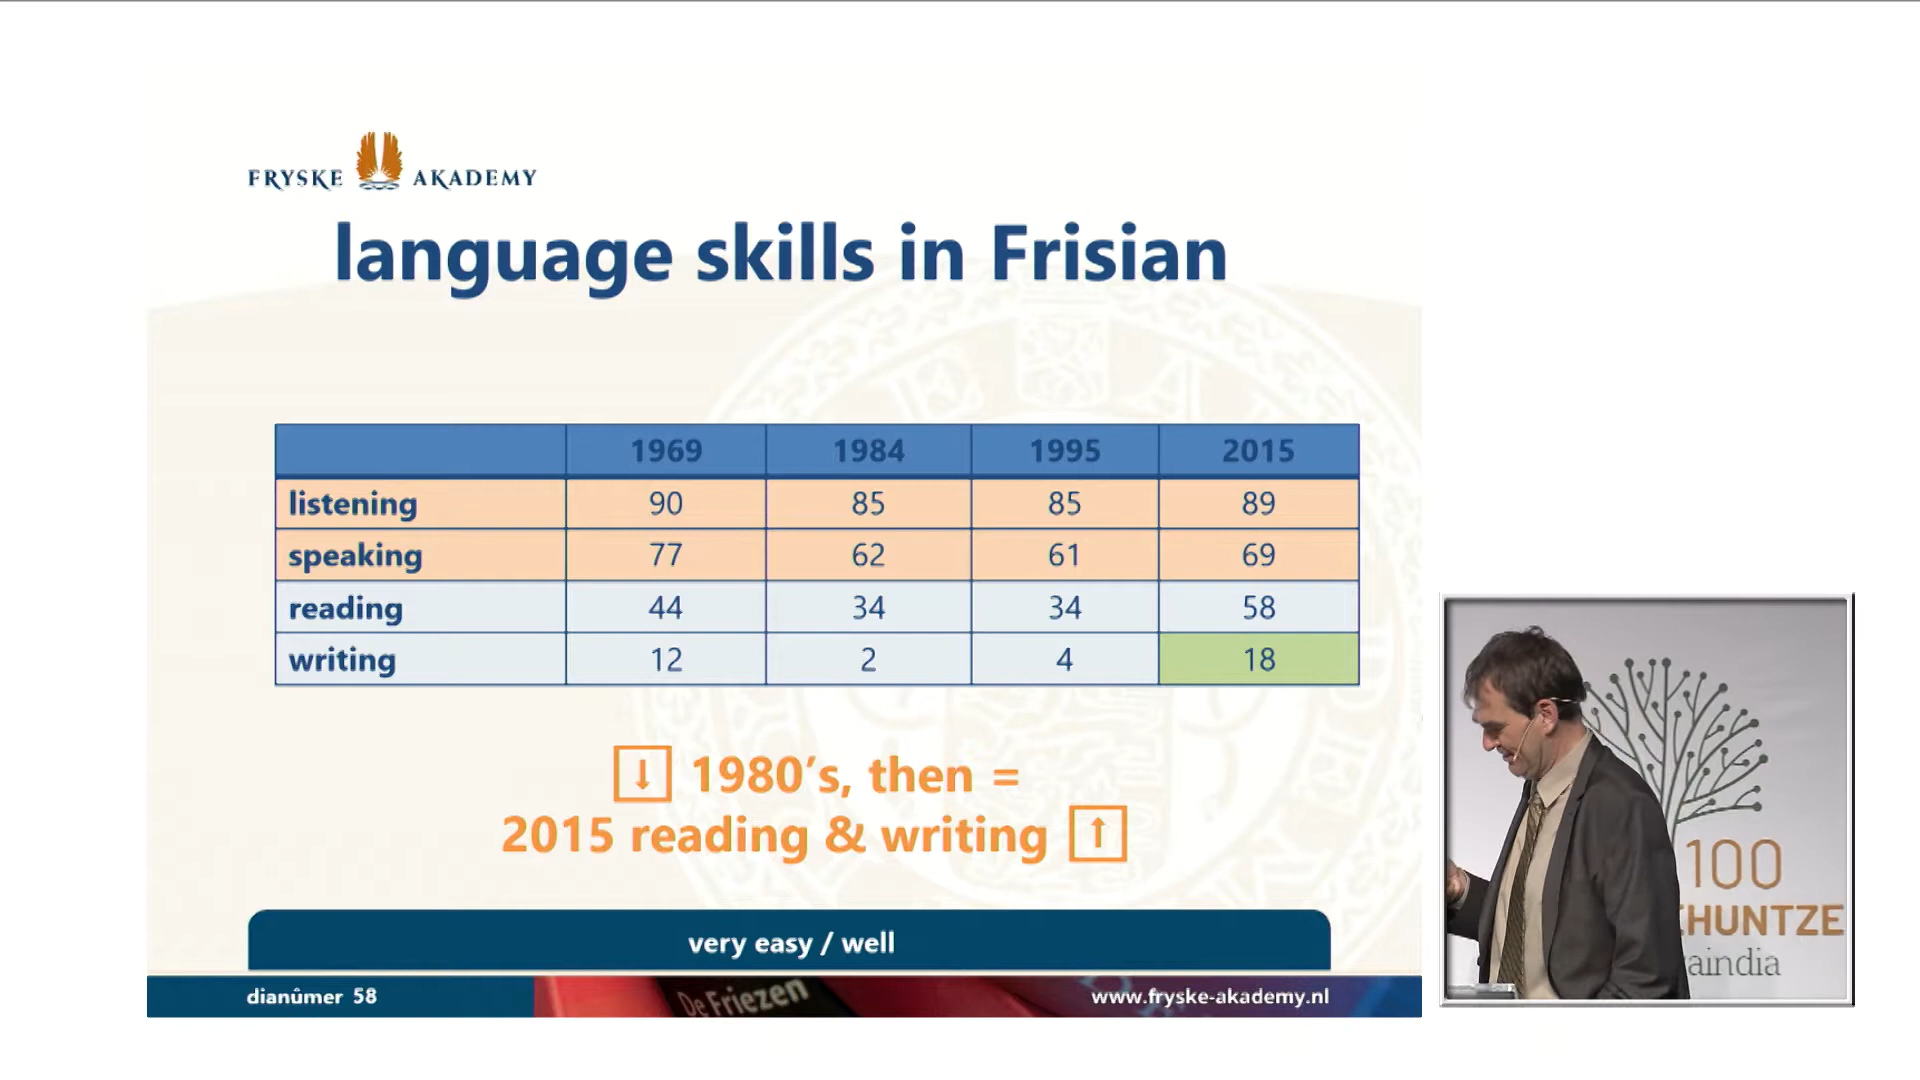 FRYSKE AKADEMY
language skills in Frisian
1969 1984 1995 2015
listening 90 85 85 89
speaking 77 62 61 69
reading 44 34 34 58
writing 12 2 4 18
↓ 1980’s, then =
2015 reading & writing ↑
very easy / well
dianûmer 58
De Friezen
www.fryske-akademy.nl
100
HUNTZE
aindia